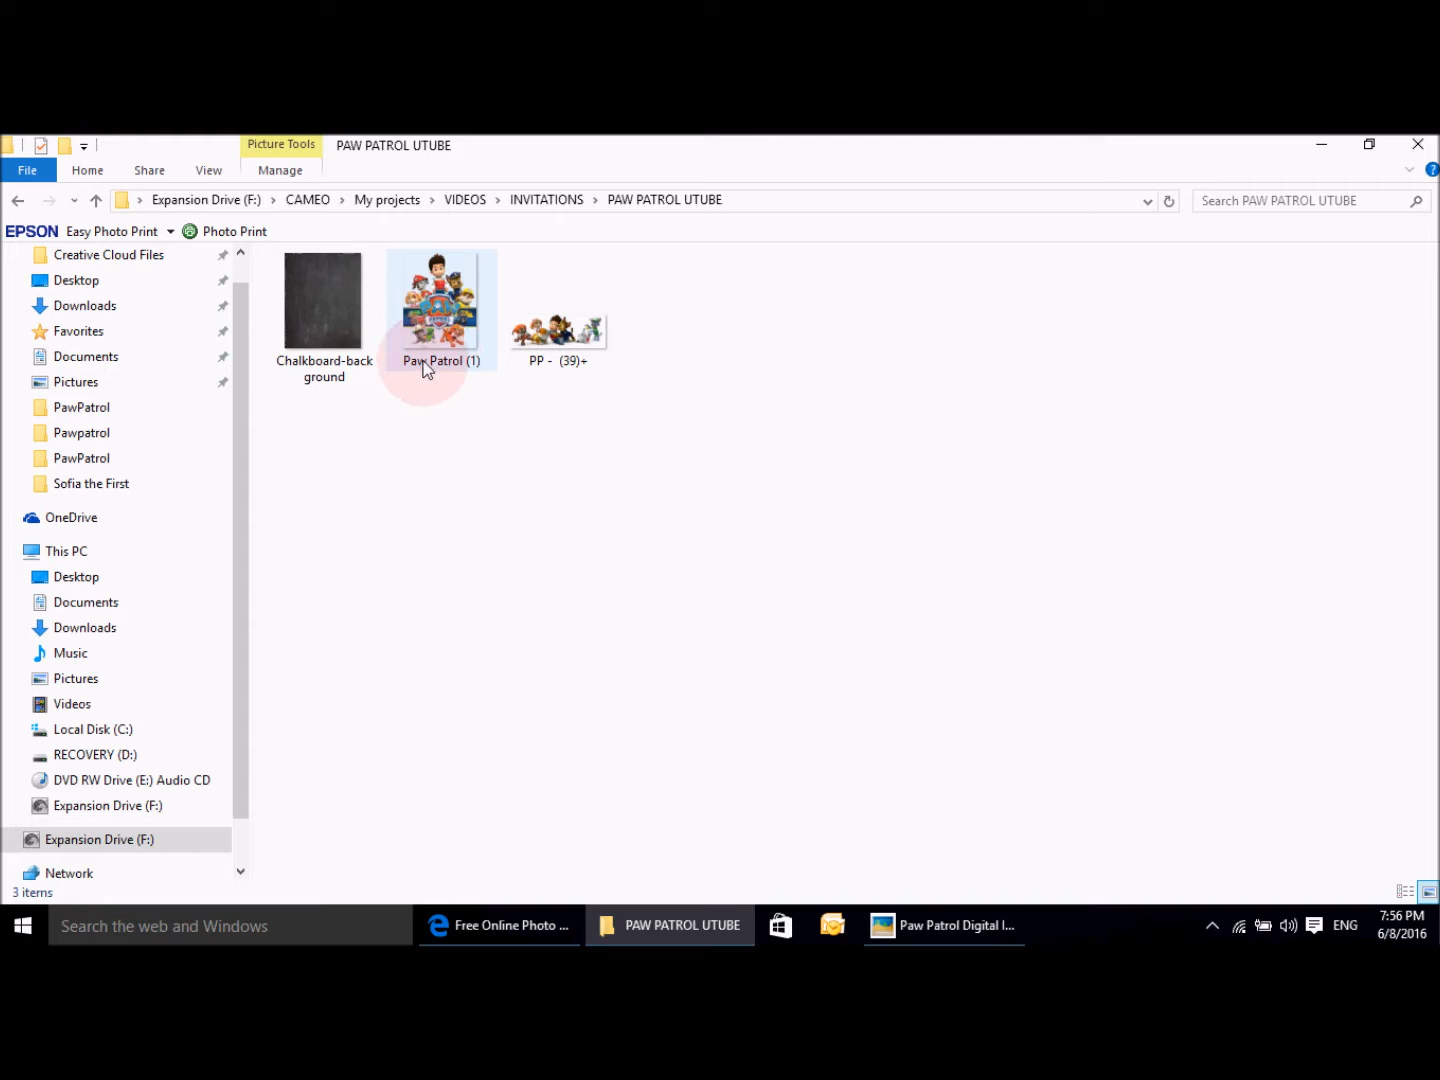 Picture Tools
PAW PATROL UTUBE
File
Home
Share
View
Manage
Expansion Drive (F:)
CAMEO
My projects
VIDEOS
INVITATIONS
PAW PATROL UTUBE
Search PAW PATROL UTUBE
EPSON Easy Photo Print
Photo Print
Creative Cloud Files
Desktop
Downloads
Favorites
Documents
Pictures
PawPatrol
Pawpatrol
PawPatrol
Sofia the First
OneDrive
This PC
Desktop
Documents
Downloads
Music
Pictures
Videos
Local Disk (C:)
RECOVERY (D:)
DVD RW Drive (E:) Audio CD
Expansion Drive (F:)
Expansion Drive (F:)
Network
3 items
Chalkboard-back
ground
PAW
PATROL
Paw Patrol (1)
PP - (39)+
Search the web and Windows
Free Online Photo ...
PAW PATROL UTUBE
Paw Patrol Digital I...
ENG
7:56 PM
6/8/2016